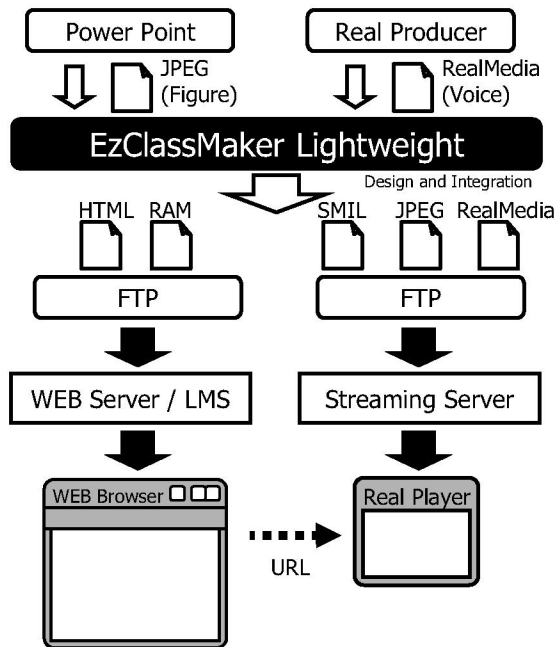 Power Point
Real Producer
JPEG
(Figure)
RealMedia
(Voice)
EzClassMaker Lightweight
Design and Integration
HTML RAM
SMIL JPEG RealMedia
FTP
FTP
WEB Server / LMS
Streaming Server
WEB Browser
Real Player
URL